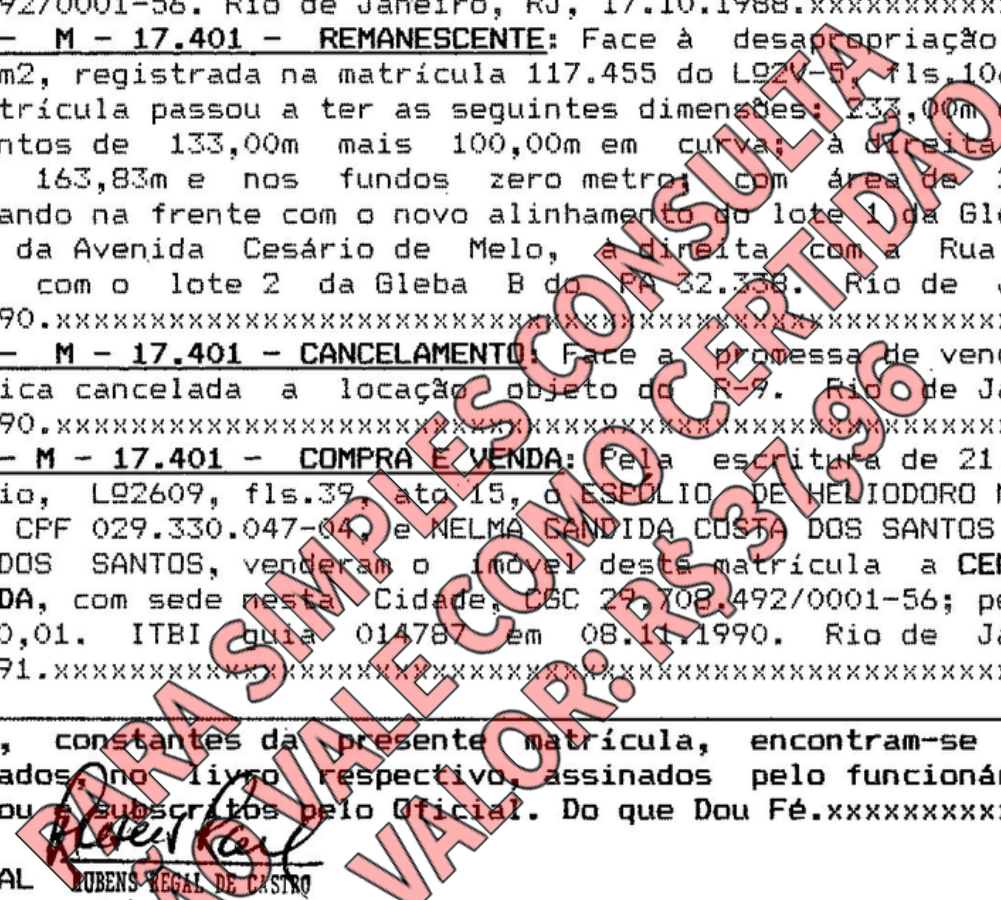 92/0001-56. Rio de Janeiro, RJ, 17.10.1988.xxxxxxxxxx
- M - 17.401 - REMANESCENTE: Face à desapropriação
m2, registrada na matrícula 117.455 do Lº2V-5, fls.10
trícula passou a ter as seguintes dimensões: 233,00m
ntos de 133,00m mais 100,00m em curva; à direita
163,83m e nos fundos zero metro; com área de
ando na frente com o novo alinhamento do lote 1 da Gl
da Avenida Cesário de Melo, à direita com a Rua
com o lote 2 da Gleba B do PA 32.338. Rio de J
90.xxxxxxxxxxxxxxxxxxxxxxxxxxxxxxxxxxxxxxxxxxxxxxxxxxxx
- M - 17.401 - CANCELAMENTO: Face a promessa de ven
ica cancelada a locação objeto do R-9. Rio de Ja
90.xxxxxxxxxxxxxxxxxxxxxxxxxxxxxxxxxxxxxxxxxxxxxxxxxxxx
- M - 17.401 - COMPRA E VENDA: Pela escritura de 21
io, Lº2609, fls.39, ato 15, o ESPÓLIO DE HELIODORO
CPF 029.330.047-04, e NELMA CANDIDA COSTA DOS SANTOS
DOS SANTOS, venderam o imóvel desta matrícula a CE
DA, com sede nesta Cidade, CGC 29.708.492/0001-56; pe
0,01. ITBI guia 014787 em 08.11.1990. Rio de Ja
91.xxxxxxxxxxxxxxxxxxxxxxxxxxxxxxxxxxxxxxxxxxxxxxxxxxxx
, constantes da presente matrícula, encontram-se
ados, no livro respectivo, assinados pelo funcioná
ou e subscritos pelo Oficial. Do que Dou Fé.xxxxxxxxxx
AL RUBENS REGAL DE CASTRO
PARA SIMPLES CONSULTA
ÃO VALE COMO CERTIDÃO
VALOR: R$ 37,96